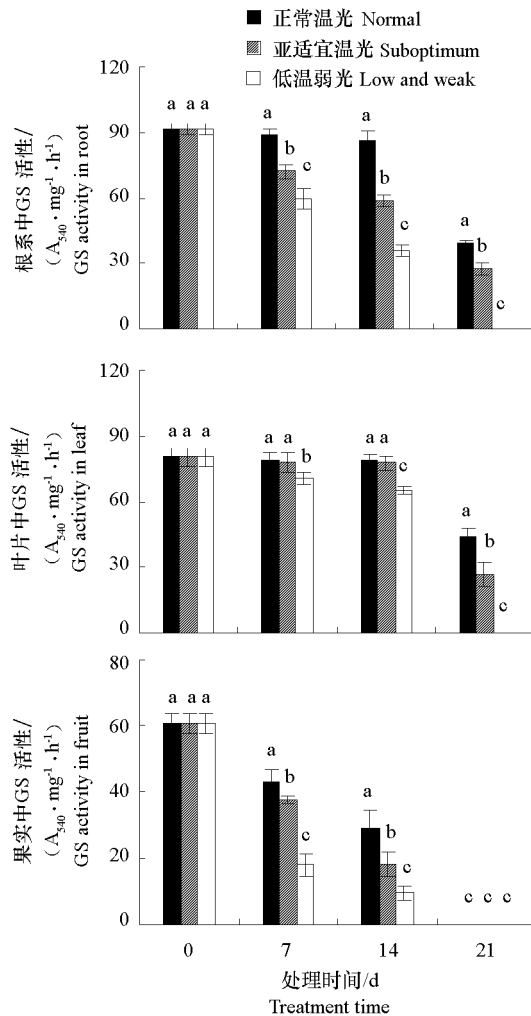 正常温光 Normal
亚适宜温光 Suboptimum
低温弱光 Low and weak
根系中GS 活性/
（A540·mg-1·h-1)
GS activity in root
120
90
60
30
0
a a a
a b c
a b c
a b c
叶片中GS 活性/
（A540·mg-1·h-1)
GS activity in leaf
120
90
60
30
0
a a a
a a b
a a c
a b c
果实中GS 活性/
（A540·mg-1·h-1)
GS activity in fruit
80
60
40
20
0
a a a
a b c
a b c
c c c
0 7 14 21
处理时间/d
Treatment time